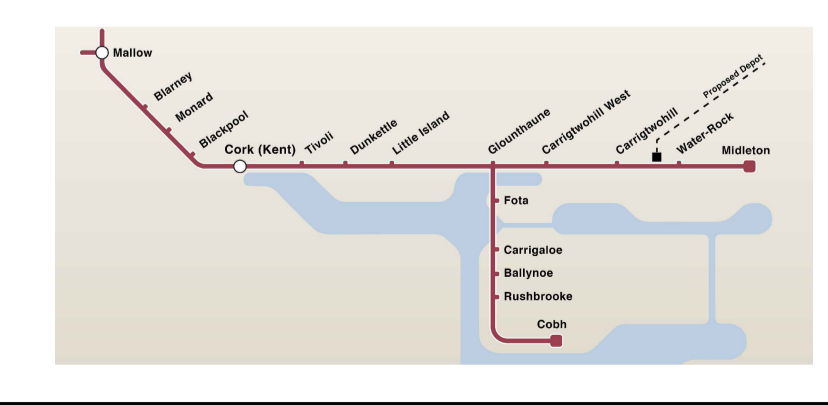 Mallow
Blarney
Monard
Blackpool
Cork (Kent)
Tivoli
Dunkettle
Little Island
Glounthaune
Carrigtwohill West
Carrigtwohill
Proposed Depot
Water-Rock
Midleton
Fota
Carrigaloe
Ballynoe
Rushbrooke
Cobh